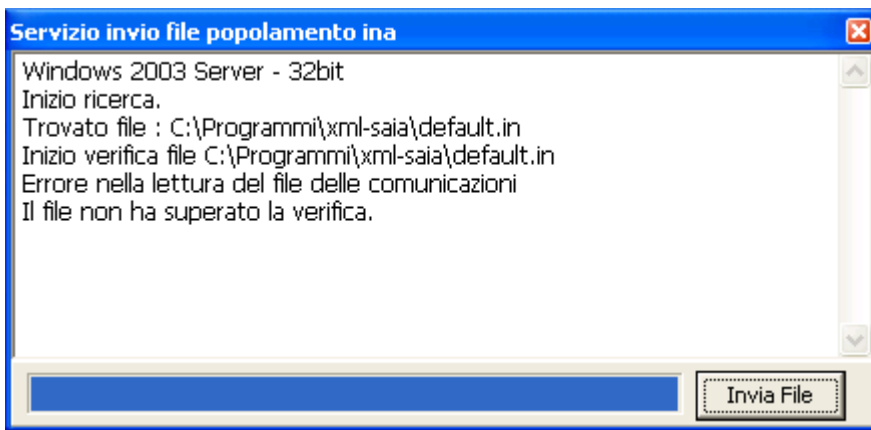 Servizio invio file popolamento ina
Windows 2003 Server - 32bit
Inizio ricerca.
Trovato file : C:\Programmi\xml-saia\default.in
Inizio verifica file C:\Programmi\xml-saia\default.in
Errore nella lettura del file delle comunicazioni
Il file non ha superato la verifica.
Invia File